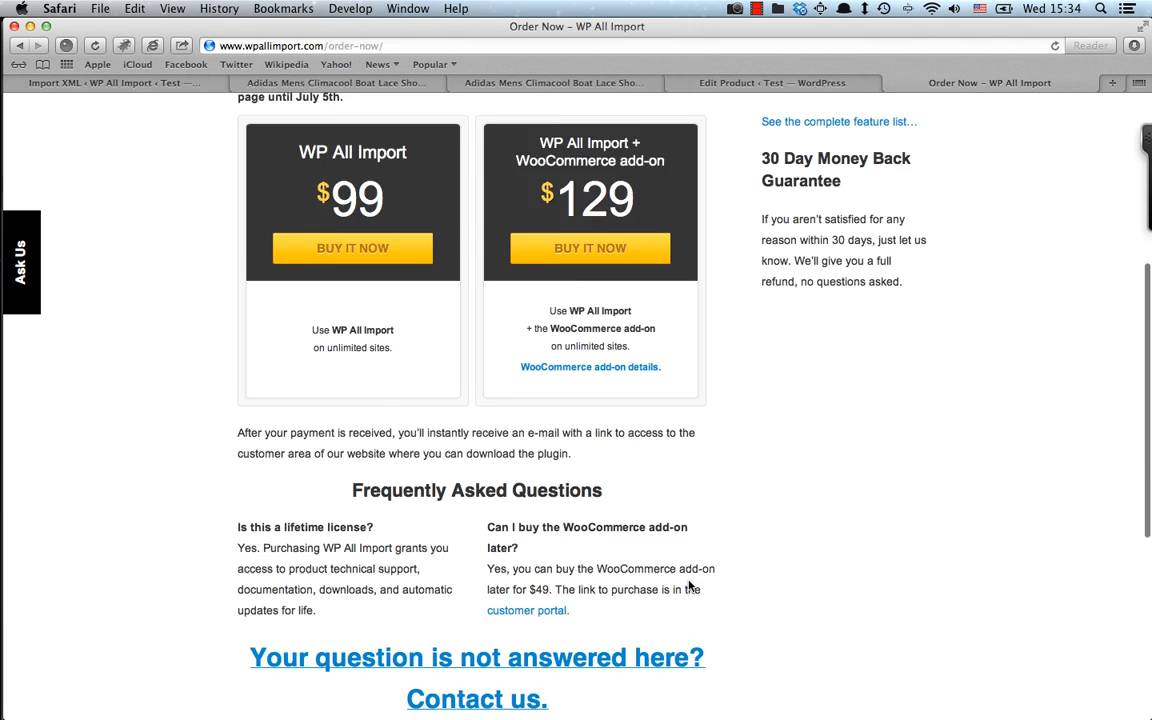 Safari File Edit View History Bookmarks Develop Window Help Wed 15:34
Order Now – WP All Import
www.wpallimport.com/order-now/ Reader
Apple iCloud Facebook Twitter Wikipedia Yahoo! News Popular
Import XML ‹ WP All Import ‹ Test —... Adidas Mens Climacool Boat Lace Sho... Adidas Mens Climacool Boat Lace Sho... Edit Product ‹ Test — WordPress Order Now – WP All Import
page until July 5th.
WP All Import
$99
BUY IT NOW
Use WP All Import
on unlimited sites.
WP All Import +
WooCommerce add-on
$129
BUY IT NOW
Use WP All Import
+ the WooCommerce add-on
on unlimited sites.
WooCommerce add-on details.
See the complete feature list…
30 Day Money Back
Guarantee
If you aren’t satisfied for any
reason within 30 days, just let us
know. We’ll give you a full
refund, no questions asked.
Ask Us
After your payment is received, you’ll instantly receive an e-mail with a link to access to the
customer area of our website where you can download the plugin.
Frequently Asked Questions
Is this a lifetime license?
Yes. Purchasing WP All Import grants you
access to product technical support,
documentation, downloads, and automatic
updates for life.
Can I buy the WooCommerce add-on
later?
Yes, you can buy the WooCommerce add-on
later for $49. The link to purchase is in the
customer portal.
Your question is not answered here?
Contact us.